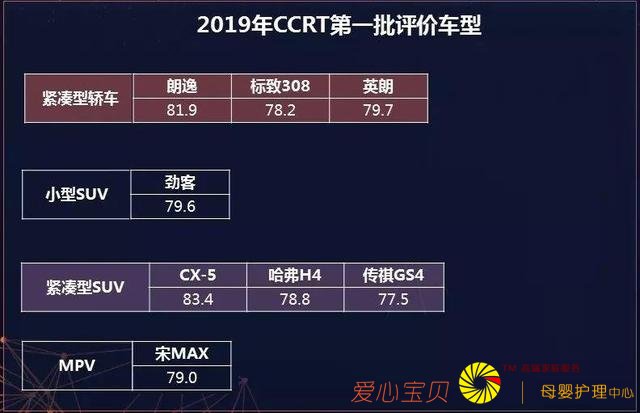 2019年CCRT第一批评价车型
紧凑型轿车 朗逸 标致308 英朗
81.9 78.2 79.7
小型SUV 劲客
79.6
紧凑型SUV CX-5 哈弗H4 传祺GS4
83.4 78.8 77.5
MPV 宋MAX
79.0
爱心宝贝 TM 母婴护理中心